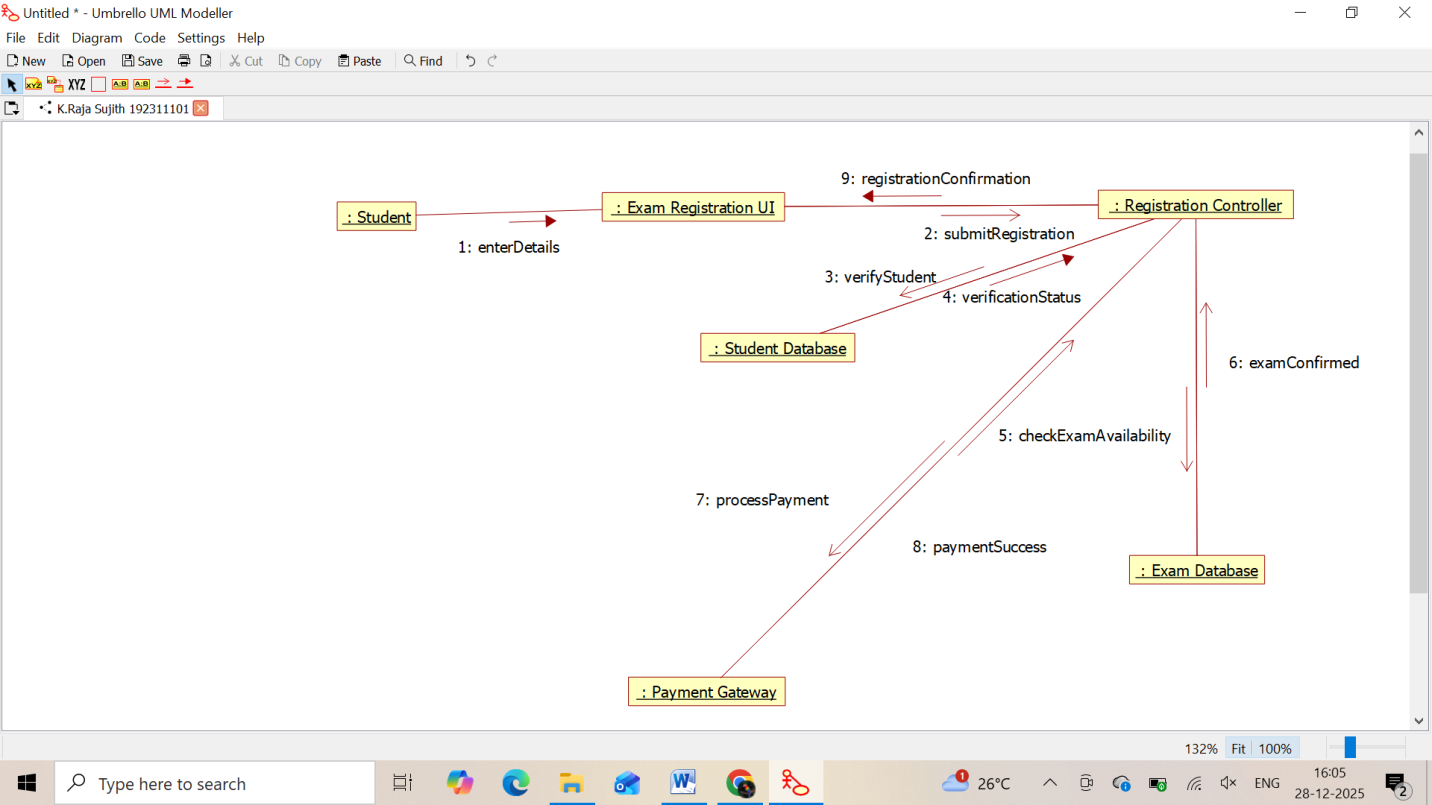 Untitled * - Umbrello UML Modeller
File Edit Diagram Code Settings Help
New Open Save Cut Copy Paste Find
XYZ XYZ A:B A:B
K.Raja Sujith 192311101
9: registrationConfirmation
: Student
: Exam Registration UI
: Registration Controller
1: enterDetails
2: submitRegistration
3: verifyStudent
4: verificationStatus
: Student Database
6: examConfirmed
5: checkExamAvailability
7: processPayment
8: paymentSuccess
: Exam Database
: Payment Gateway
132% Fit 100%
Type here to search
1 26°C ENG 16:05
28-12-2025
2